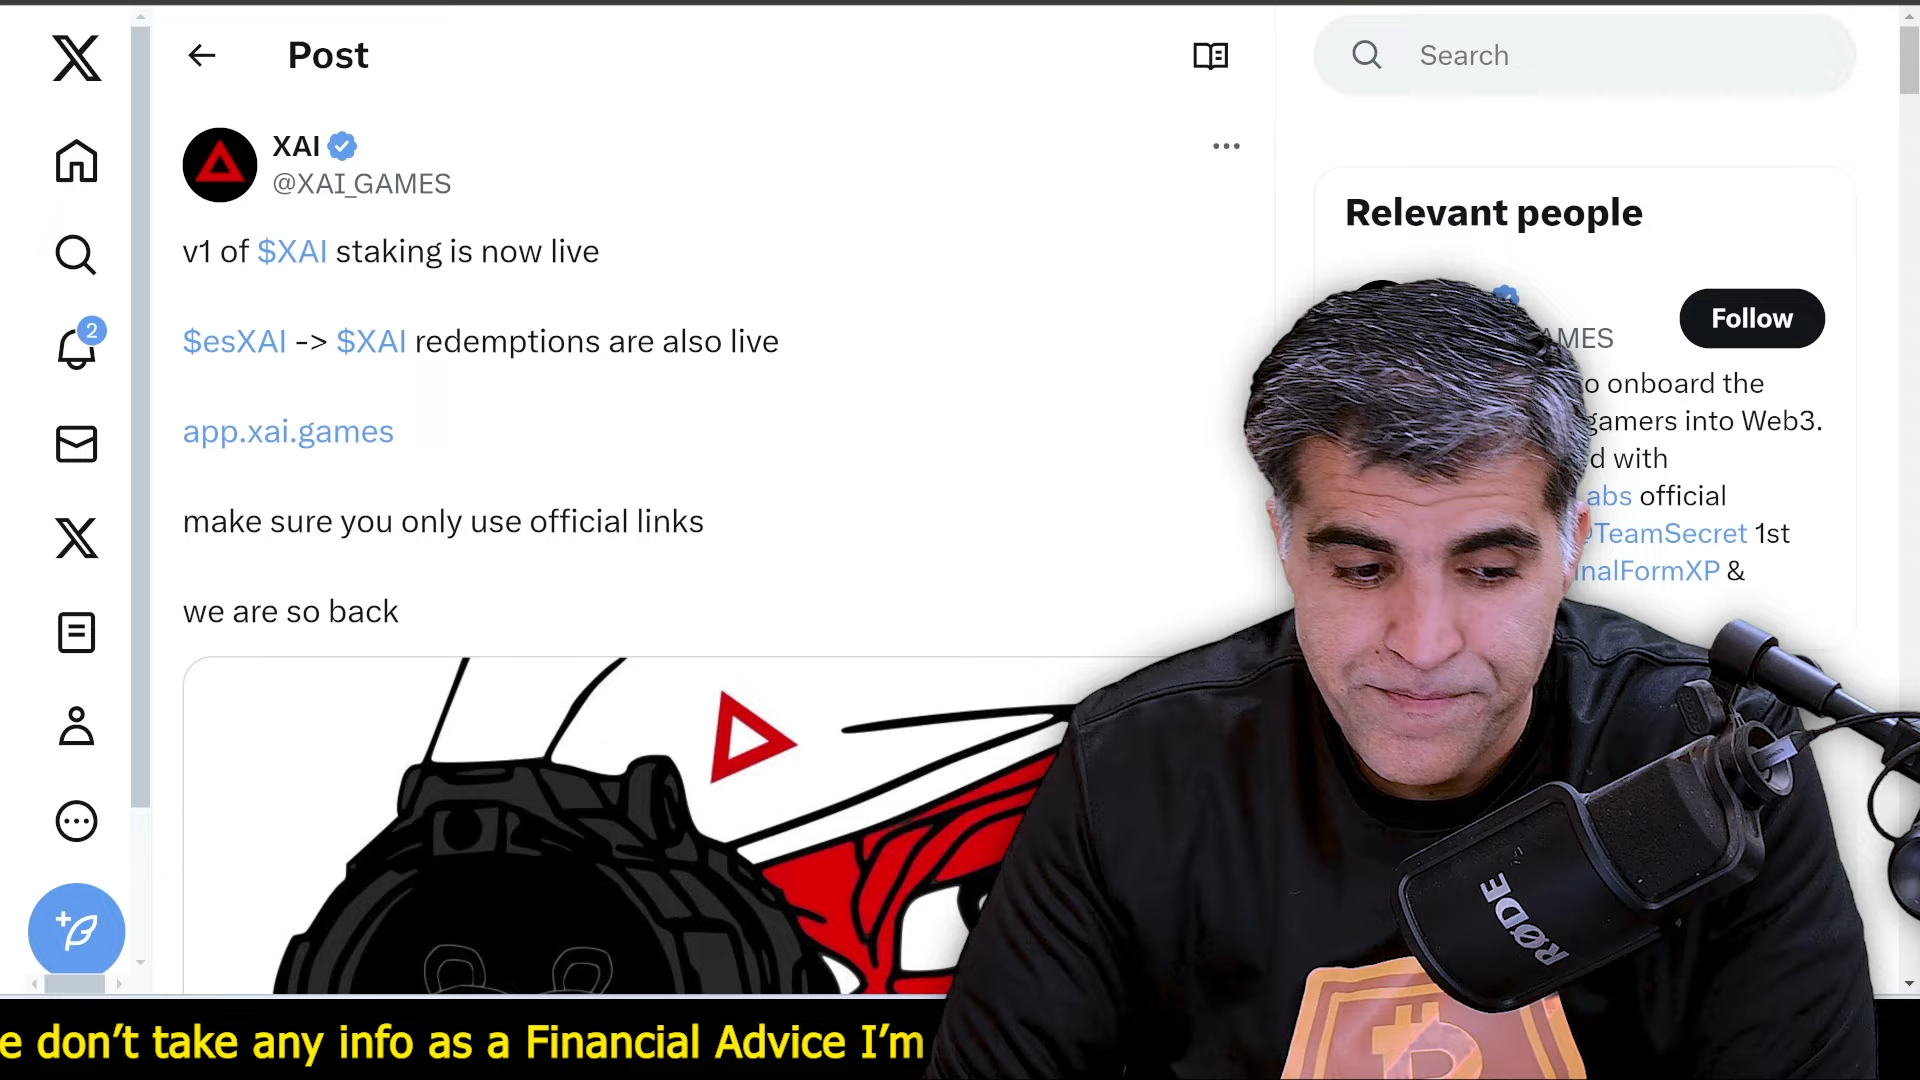 Post
Search
XAI
@XAI_GAMES
v1 of $XAI staking is now live
$esXAI -> $XAI redemptions are also live
app.xai.games
make sure you only use official links
we are so back
2
Relevant people
Follow
AMES
o onboard the
gamers into Web3.
d with
abs official
@TeamSecret 1st
nalFormXP &
RØDE
e don't take any info as a Financial Advice I'm